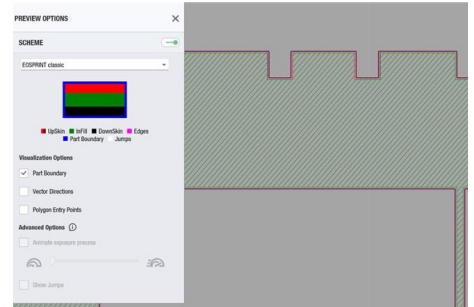 PREVIEW OPTIONS
SCHEME
EOSPRINT classic
UpSkin InFill DownSkin Edges
Part Boundary Jumps
Visualization Options
Part Boundary
Vector Directions
Polygon Entry Points
Advanced Options
Animate exposure process
Show Jumps